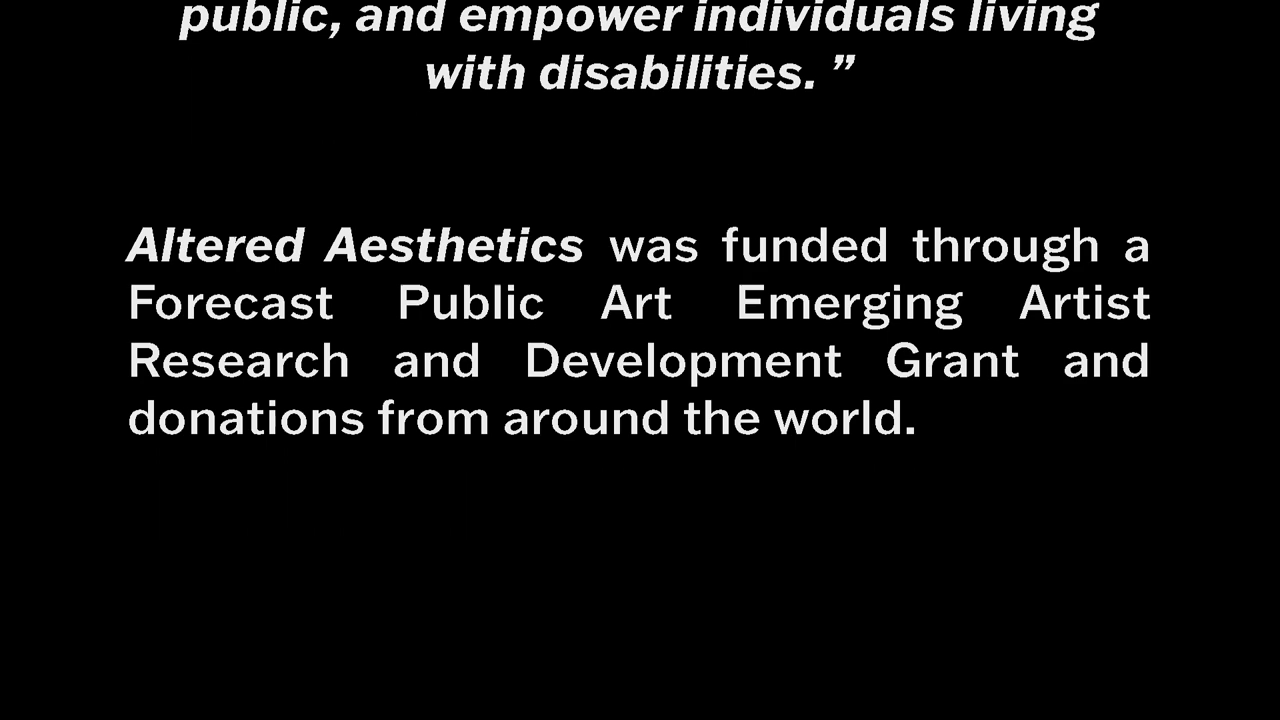 public, and empower individuals living
with disabilities. ”
Altered Aesthetics was funded through a
Forecast Public Art Emerging Artist
Research and Development Grant and
donations from around the world.